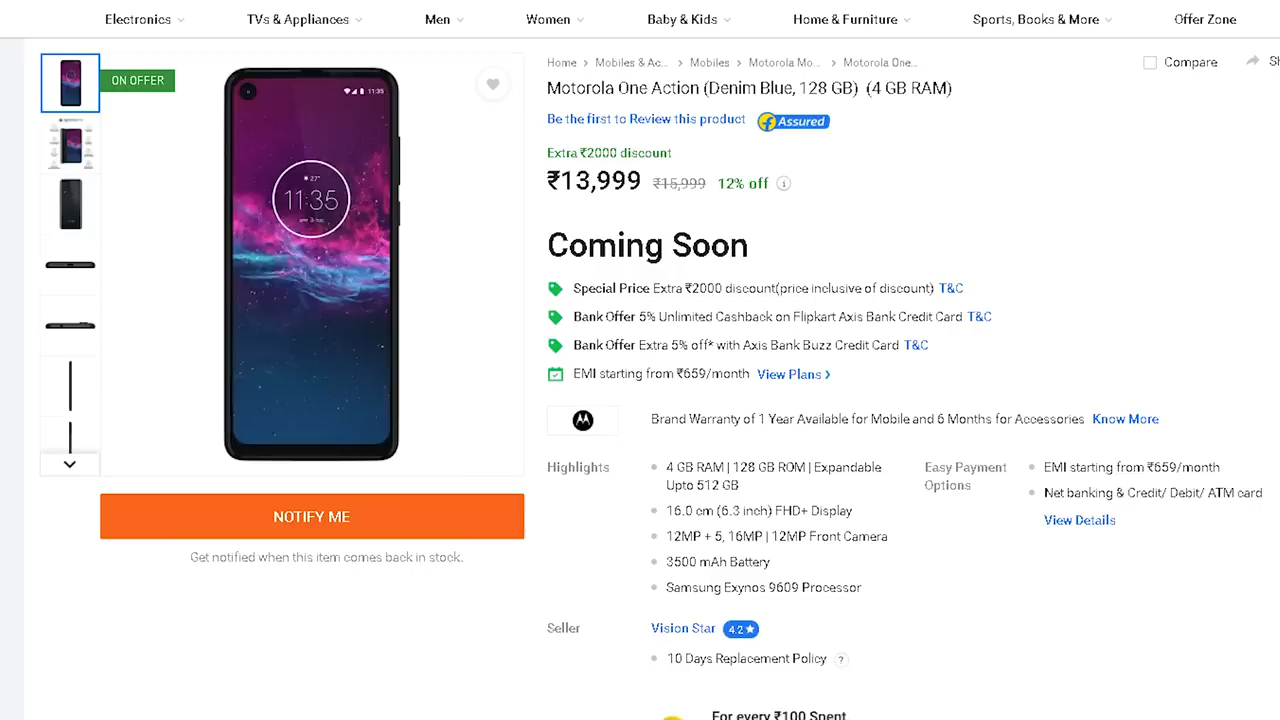 Electronics
TVs & Appliances
Men
Women
Baby & Kids
Home & Furniture
Sports, Books & More
Offer Zone
ON OFFER
11:35
27°
11:35
Home
Mobiles & Ac...
Mobiles
Motorola Mo...
Motorola One...
Compare
Motorola One Action (Denim Blue, 128 GB) (4 GB RAM)
Be the first to Review this product
Assured
Extra ₹2000 discount
₹13,999 ₹15,999 12% off
Coming Soon
Special Price Extra ₹2000 discount(price inclusive of discount) T&C
Bank Offer 5% Unlimited Cashback on Flipkart Axis Bank Credit Card T&C
Bank Offer Extra 5% off* with Axis Bank Buzz Credit Card T&C
EMI starting from ₹659/month View Plans
Brand Warranty of 1 Year Available for Mobile and 6 Months for Accessories Know More
Highlights
4 GB RAM | 128 GB ROM | Expandable
Upto 512 GB
16.0 cm (6.3 inch) FHD+ Display
12MP + 5, 16MP | 12MP Front Camera
3500 mAh Battery
Samsung Exynos 9609 Processor
Easy Payment
Options
EMI starting from ₹659/month
Net banking & Credit/ Debit/ ATM card
View Details
NOTIFY ME
Get notified when this item comes back in stock.
Seller
Vision Star 4.2
10 Days Replacement Policy ?
For every ₹100 Spent